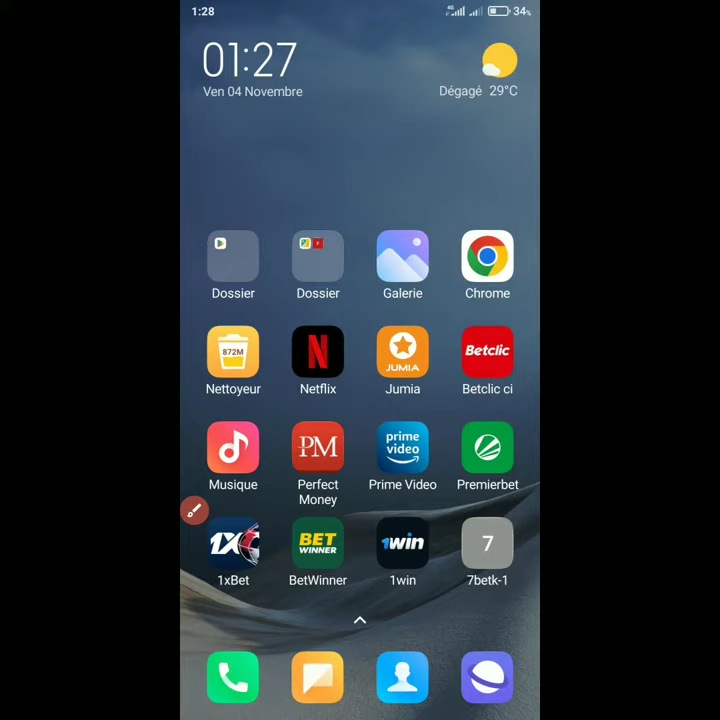 1:28
4G
34%
01:27
Ven 04 Novembre
Dégagé 29°C
Dossier
Dossier
Galerie
Chrome
872M
N
JUMIA
Betclic
Nettoyeur
Netflix
Jumia
Betclic ci
PM
prime
video
Musique
Perfect
Money
Prime Video
Premierbet
1X
BET
WINNER
1win
7
1xBet
BetWinner
1win
7betk-1